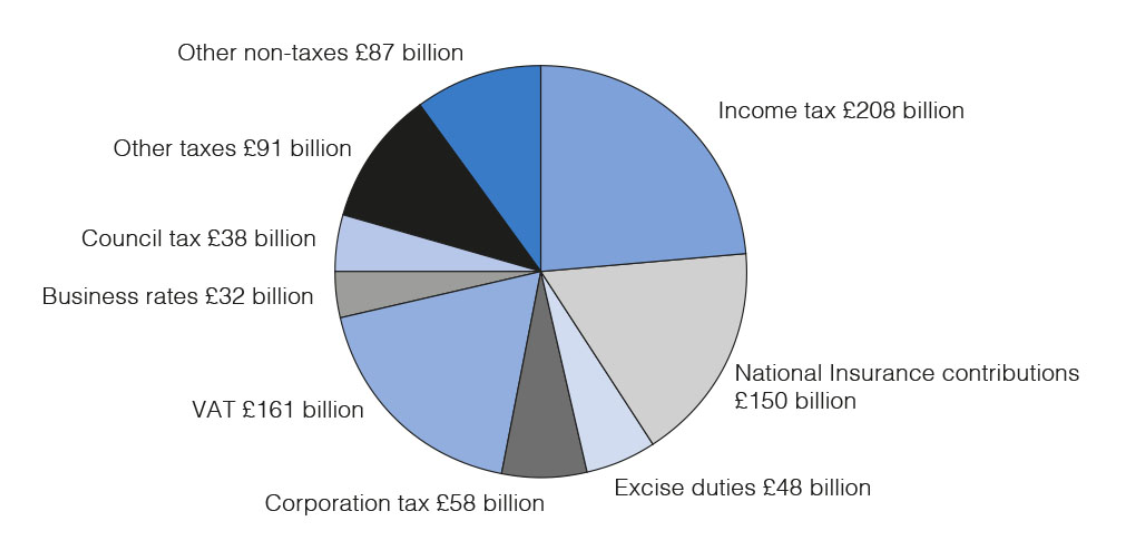 Other non-taxes £87 billion
Income tax £208 billion
Other taxes £91 billion
Council tax £38 billion
Business rates £32 billion
National Insurance contributions
£150 billion
VAT £161 billion
Excise duties £48 billion
Corporation tax £58 billion